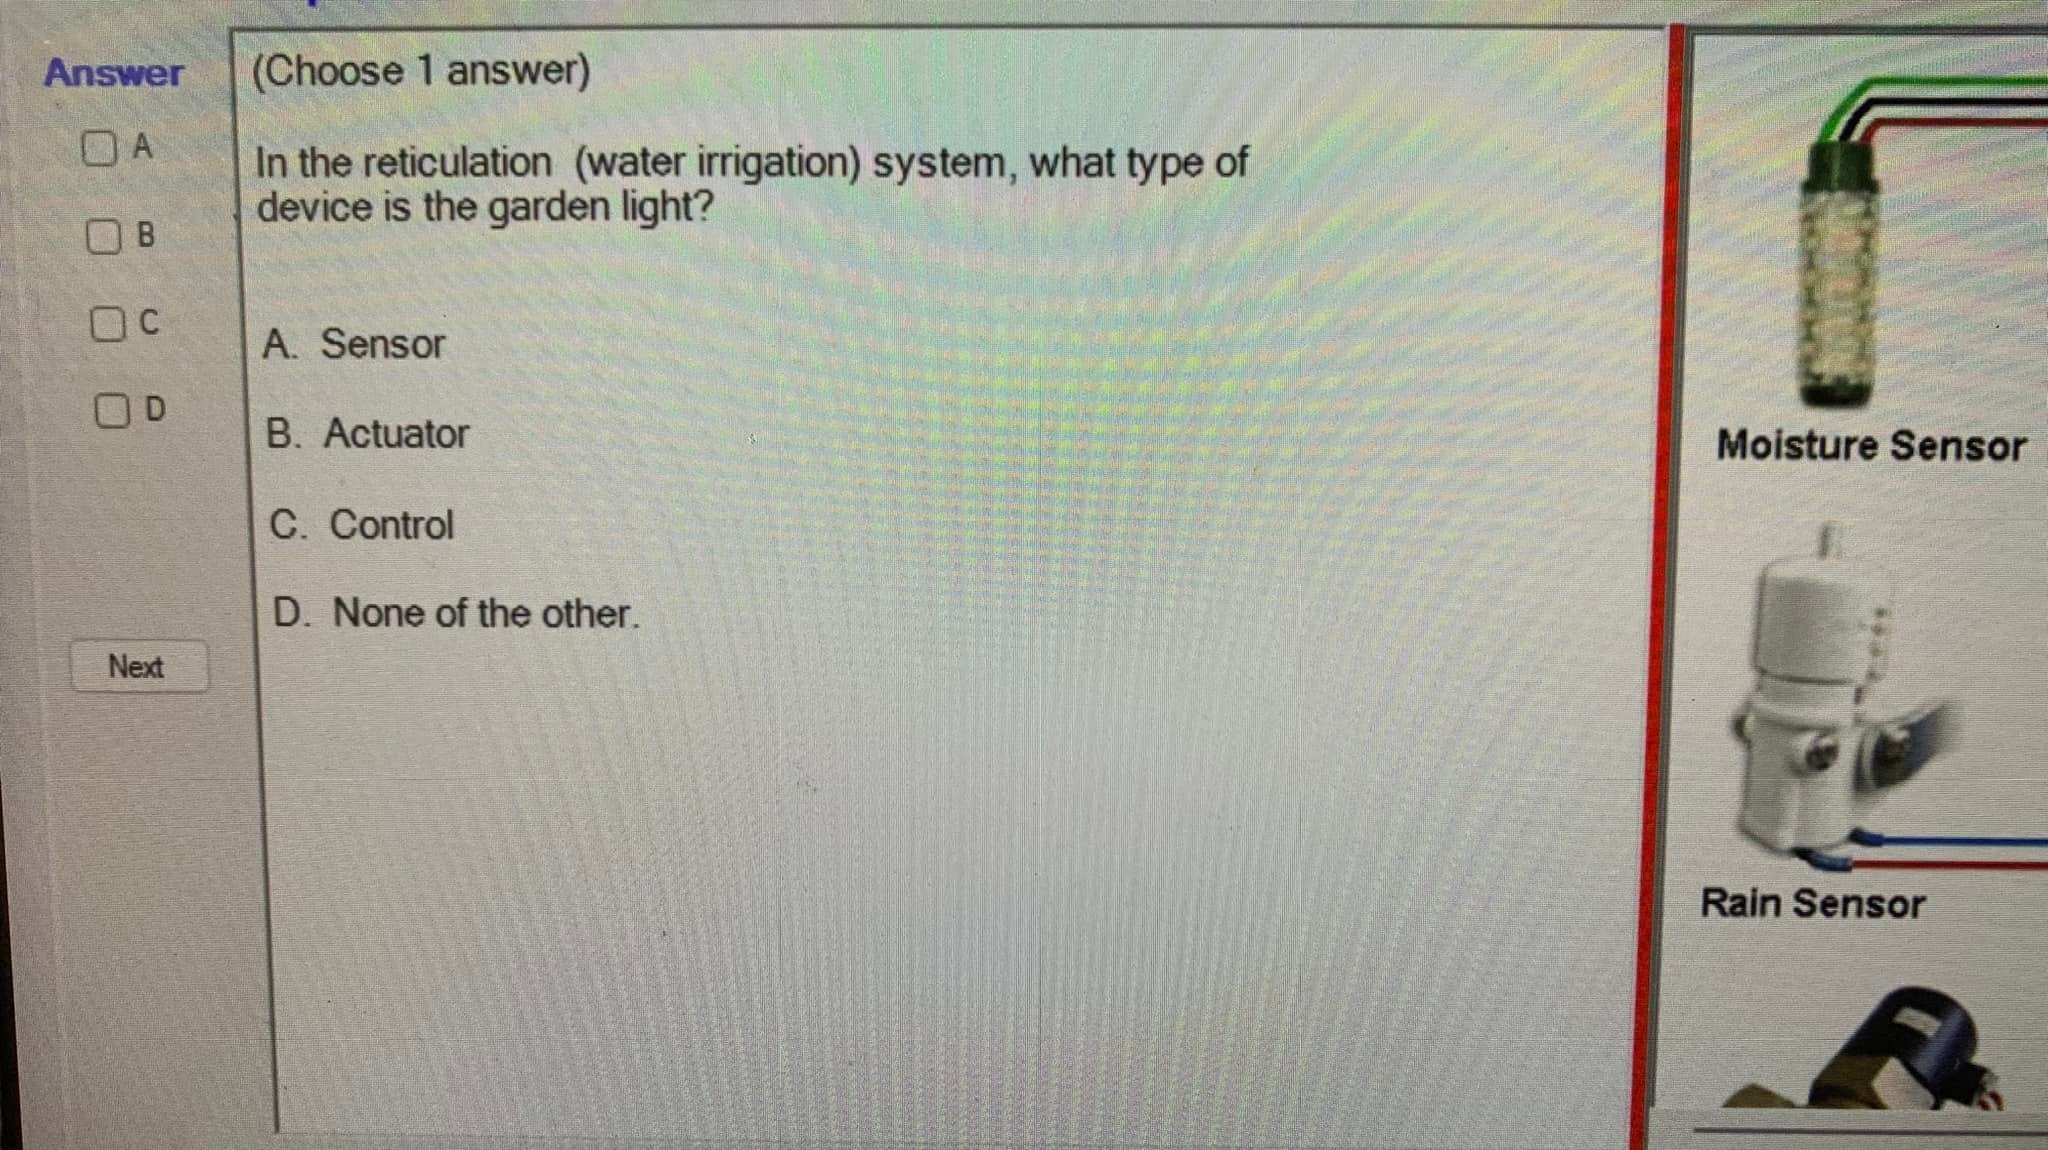 Answer
(Choose 1 answer)
A
B
C
D
Next
In the reticulation (water irrigation) system, what type of
device is the garden light?
A. Sensor
B. Actuator
C. Control
D. None of the other.
Moisture Sensor
Rain Sensor